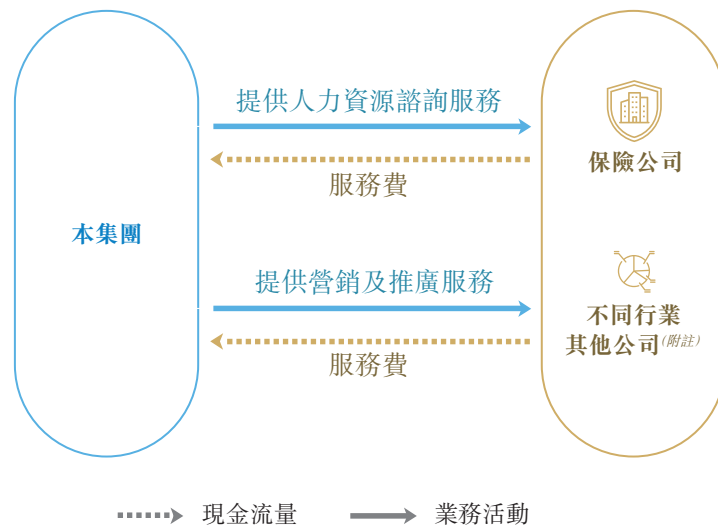 提供人力資源諮詢服務
保險公司
服務費
本集團
提供營銷及推廣服務
不同行業
其他公司(附註)
服務費
現金流量
業務活動